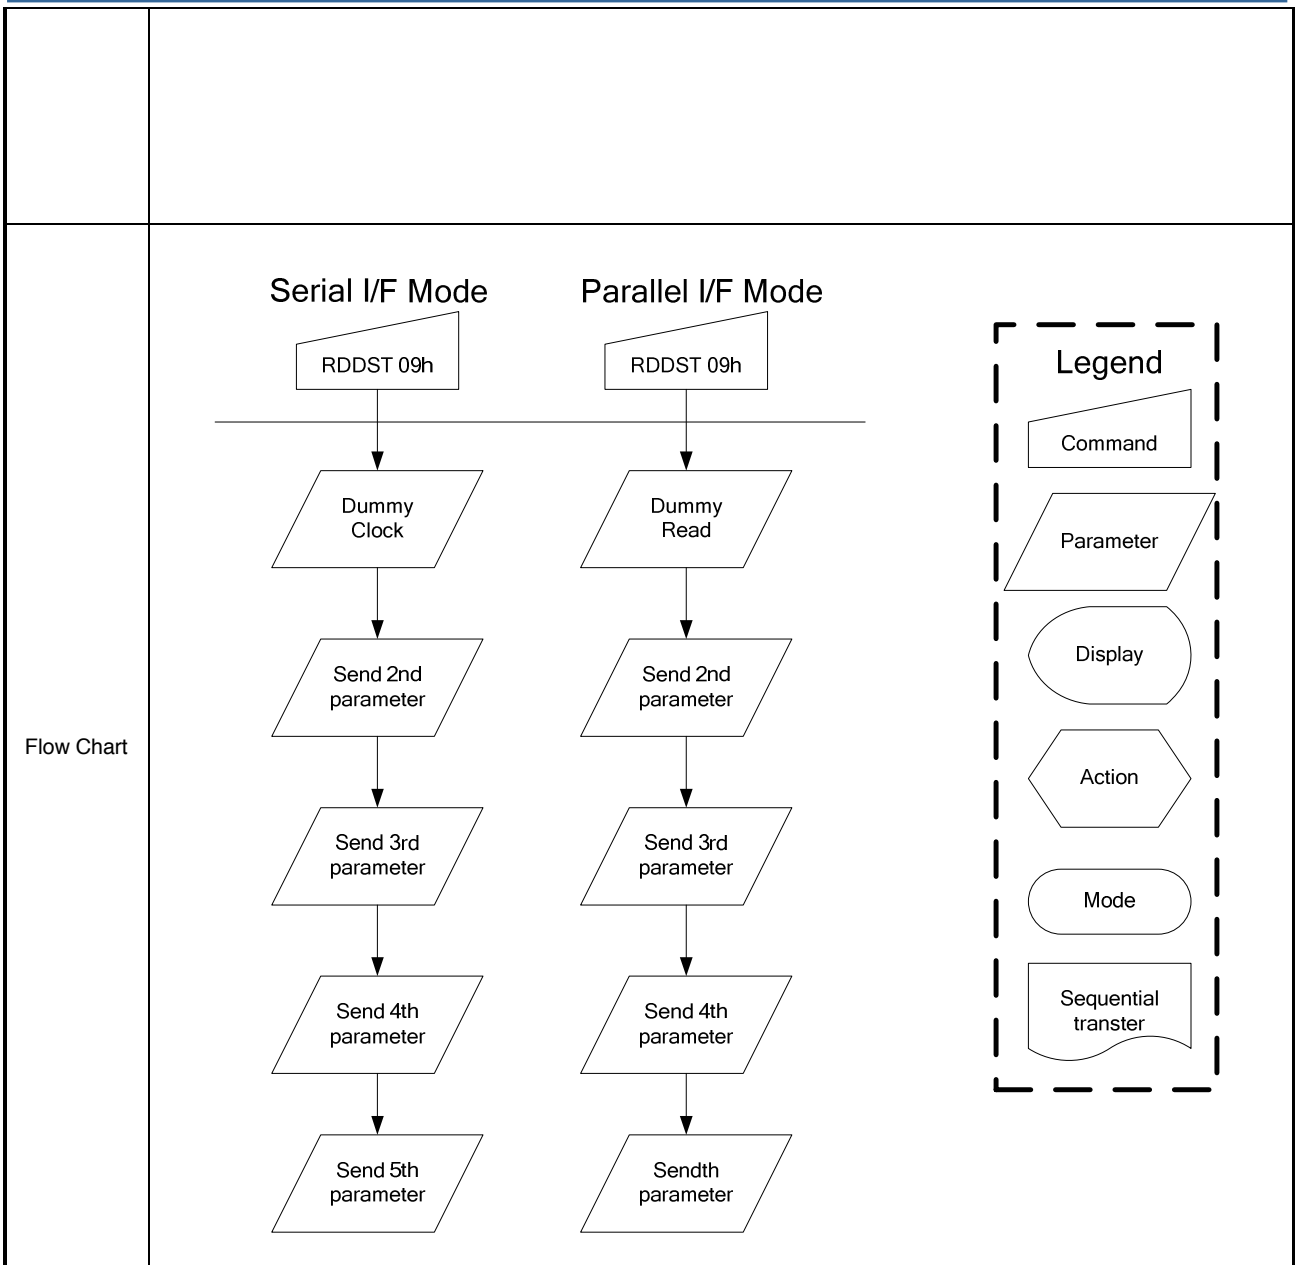 Flow Chart
Serial I/F Mode
RDDST 09h
Dummy
Clock
Send 2nd
parameter
Send 3rd
parameter
Send 4th
parameter
Send 5th
parameter
Parallel I/F Mode
RDDST 09h
Dummy
Read
Send 2nd
parameter
Send 3rd
parameter
Send 4th
parameter
Sendth
parameter
Legend
Command
Parameter
Display
Action
Mode
Sequential
transter